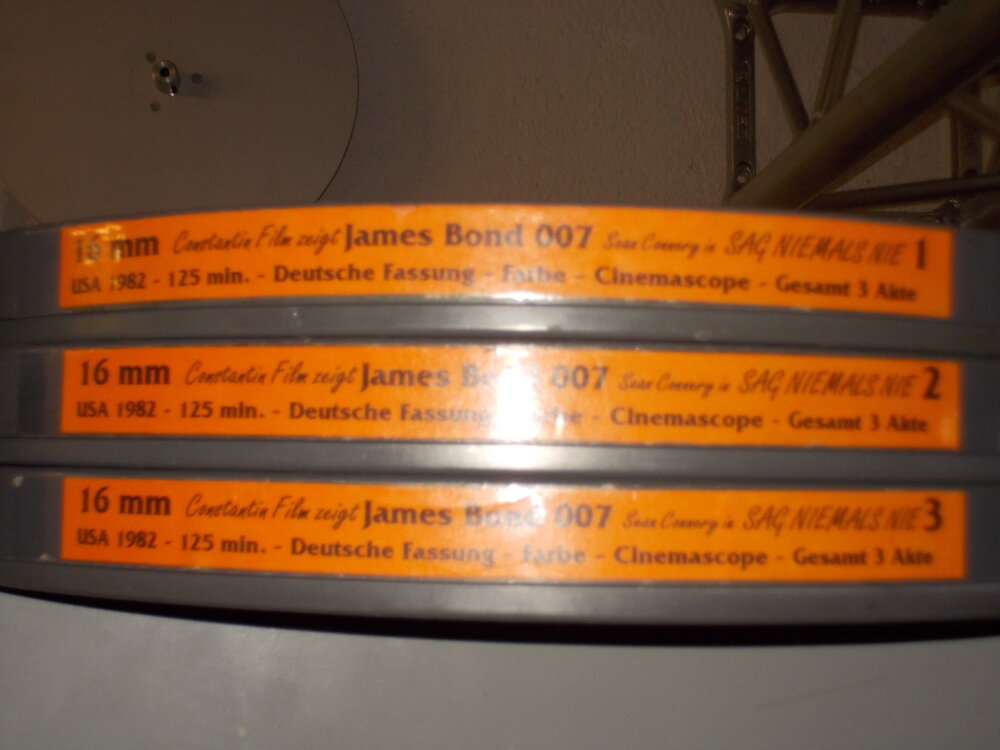 16 mm Constantin Film zeigt James Bond 007 Sean Connery in SAG NIEMALS NIE 1
USA 1982 - 125 min. - Deutsche Fassung - Farbe - Cinemascope - Gesamt 3 Akte
16 mm Constantin Film zeigt James Bond 007 Sean Connery in SAG NIEMALS NIE 2
USA 1982 - 125 min. - Deutsche Fassung - Farbe - Cinemascope - Gesamt 3 Akte
16 mm Constantin Film zeigt James Bond 007 Sean Connery in SAG NIEMALS NIE 3
USA 1982 - 125 min. - Deutsche Fassung - Farbe - Cinemascope - Gesamt 3 Akte